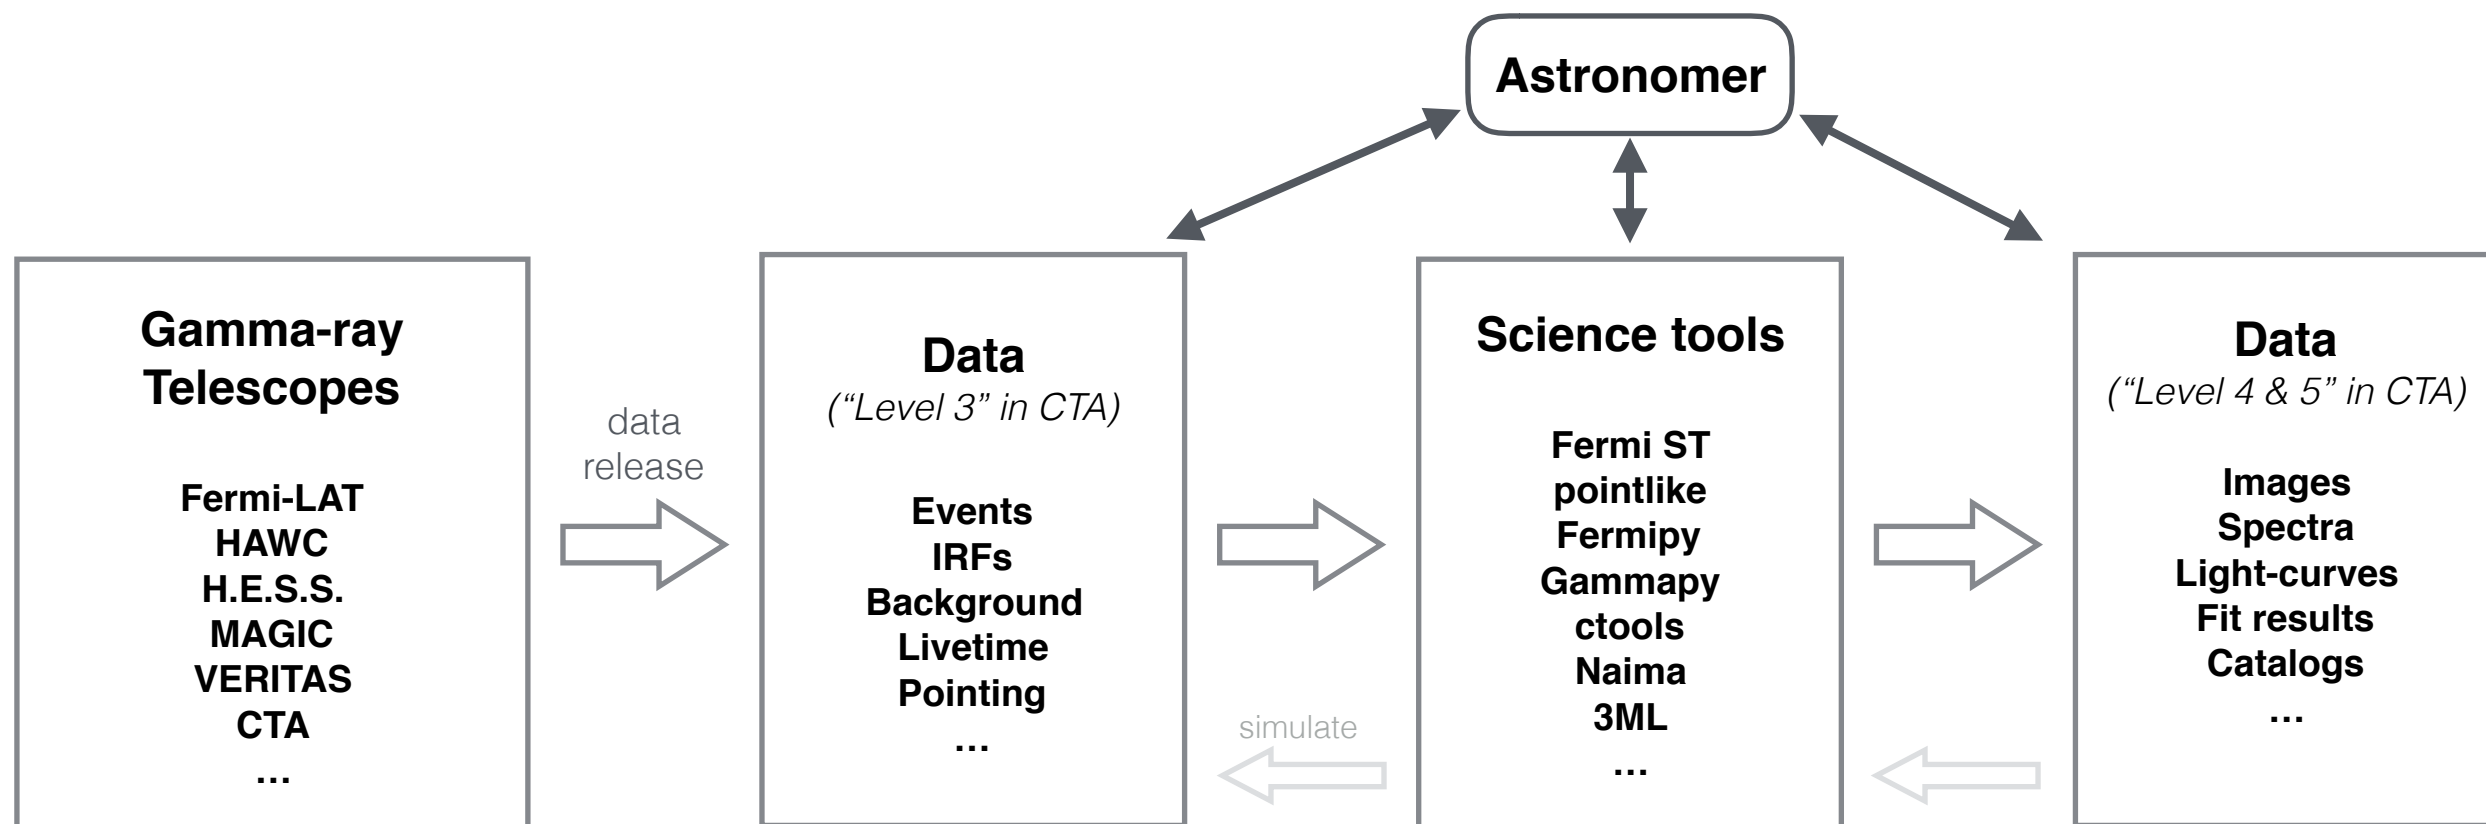 Astronomer
Gamma-ray
Telescopes
Fermi-LAT
HAWC
H.E.S.S.
MAGIC
VERITAS
CTA
...
data
release
Data
(“Level 3” in CTA)
Events
IRFs
Background
Livetime
Pointing
...
simulate
Science tools
Fermi ST
pointlike
Fermipy
Gammapy
ctools
Naima
3ML
...
Data
(“Level 4 & 5” in CTA)
Images
Spectra
Light-curves
Fit results
Catalogs
...